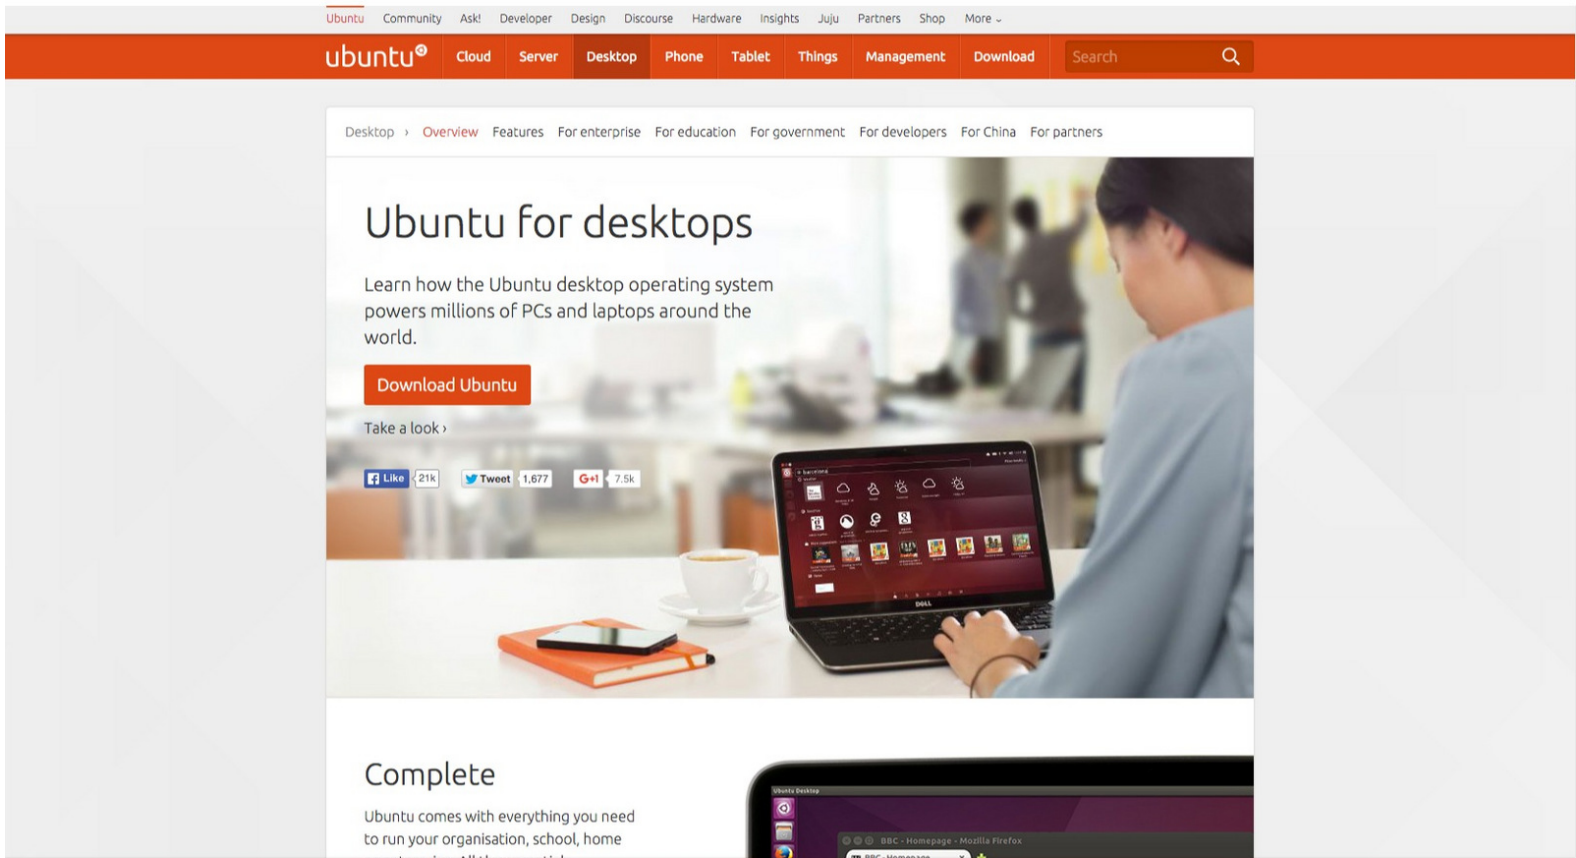 Ubuntu Community Ask! Developer Design Discourse Hardware Insights Juju Partners Shop More
ubuntu Cloud Server Desktop Phone Tablet Things Management Download Search
Desktop › Overview Features For enterprise For education For government For developers For China For partners
Ubuntu for desktops
Learn how the Ubuntu desktop operating system
powers millions of PCs and laptops around the
world.
Download Ubuntu
Take a look ›
Like 21k Tweet 1,677 G+1 7.5k
DELL
Complete
Ubuntu comes with everything you need
to run your organisation, school, home
Ubuntu Desktop
BBC - Homepage - Mozilla Firefox
BBC - Homepage